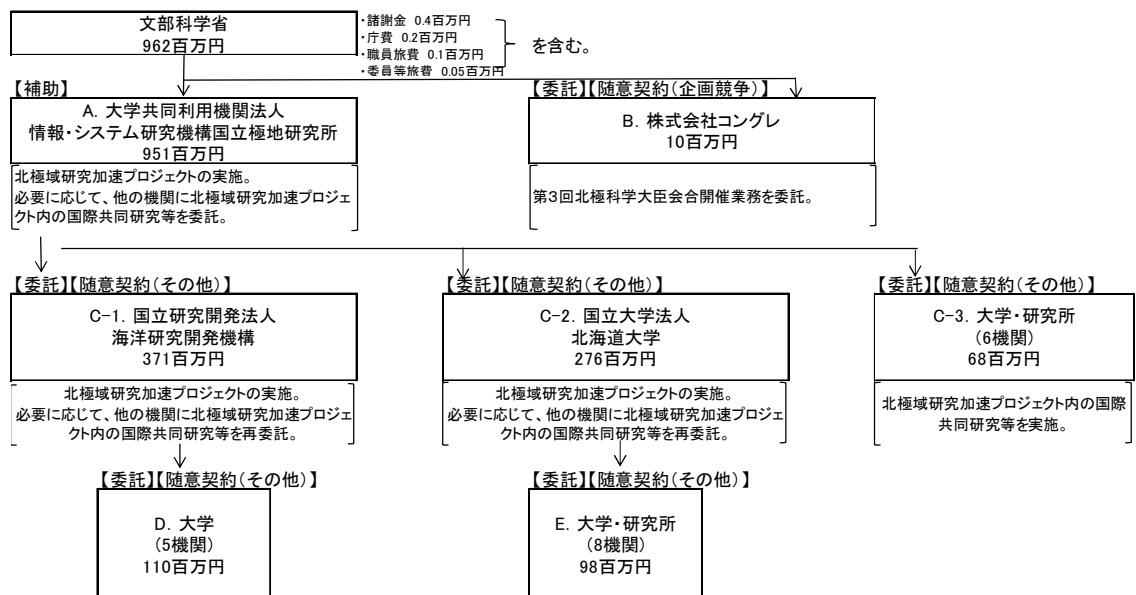 文部科学省
962百万円
・諸謝金 0.4百万円
・庁費 0.2百万円
・職員旅費 0.1百万円
・委員等旅費 0.05百万円
を含む。
【補助】
A. 大学共同利用機関法人
情報・システム研究機構国立極地研究所
951百万円
北極域研究加速プロジェクトの実施。
必要に応じて、他の機関に北極域研究加速プロジェ
クト内の国際共同研究等を委託。
【委託】【随意契約(企画競争)】
B. 株式会社コングレ
10百万円
第3回北極科学大臣会合開催業務を委託。
【委託】【随意契約(その他)】
C-1. 国立研究開発法人
海洋研究開発機構
371百万円
北極域研究加速プロジェクトの実施。
必要に応じて、他の機関に北極域研究加速プロジェ
クト内の国際共同研究等を再委託。
【委託】【随意契約(その他)】
C-2. 国立大学法人
北海道大学
276百万円
北極域研究加速プロジェクトの実施。
必要に応じて、他の機関に北極域研究加速プロジェ
クト内の国際共同研究等を再委託。
【委託】【随意契約(その他)】
C-3. 大学・研究所
(6機関)
68百万円
北極域研究加速プロジェクト内の国際
共同研究等を実施。
【委託】【随意契約(その他)】
D. 大学
(5機関)
110百万円
【委託】【随意契約(その他)】
E. 大学・研究所
(8機関)
98百万円